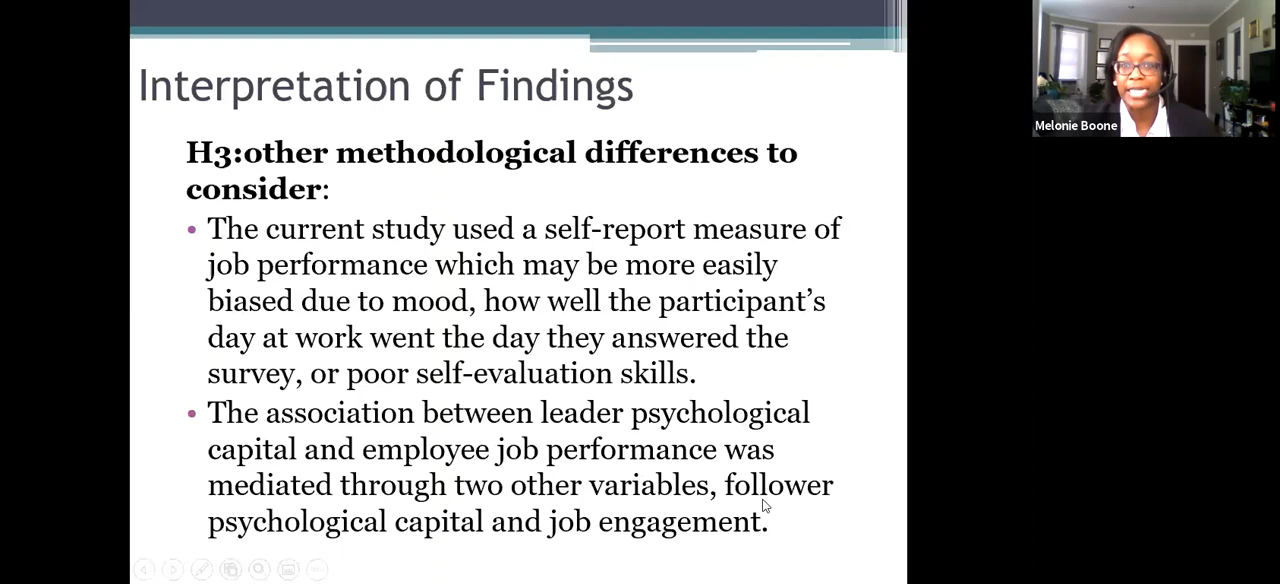 Interpretation of Findings
H3:other methodological differences to
consider:
• The current study used a self-report measure of
job performance which may be more easily
biased due to mood, how well the participant’s
day at work went the day they answered the
survey, or poor self-evaluation skills.
• The association between leader psychological
capital and employee job performance was
mediated through two other variables, follower
psychological capital and job engagement.
Melonie Boone